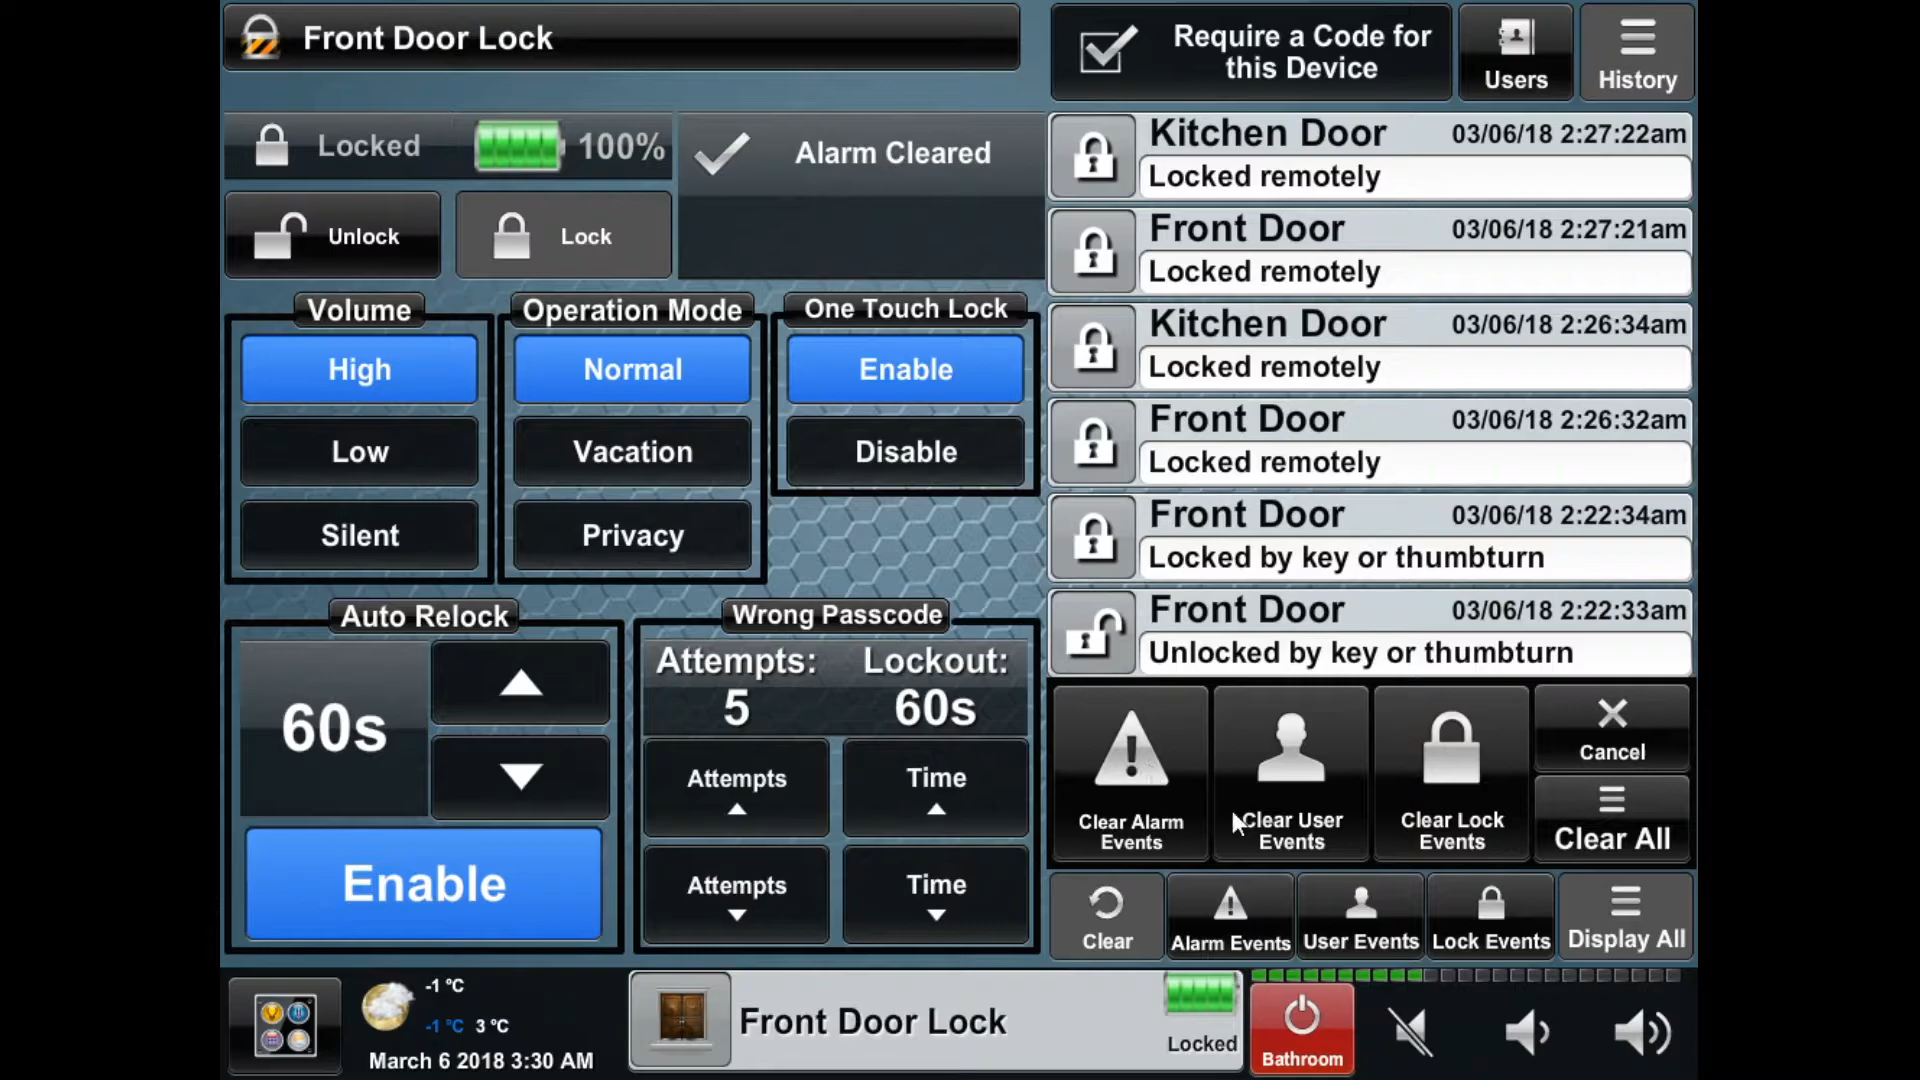 Front Door Lock
Require a Code for
this Device
Users
History
Locked
100%
Alarm Cleared
Unlock
Lock
Volume
High
Low
Silent
Operation Mode
Normal
Vacation
Privacy
One Touch Lock
Enable
Disable
Auto Relock
60s
Enable
Wrong Passcode
Attempts: Lockout:
5 60s
Attempts
Time
Attempts
Time
Kitchen Door 03/06/18 2:27:22am
Locked remotely
Front Door 03/06/18 2:27:21am
Locked remotely
Kitchen Door 03/06/18 2:26:34am
Locked remotely
Front Door 03/06/18 2:26:32am
Locked remotely
Front Door 03/06/18 2:22:34am
Locked by key or thumbturn
Front Door 03/06/18 2:22:33am
Unlocked by key or thumbturn
Clear Alarm
Events
Clear User
Events
Clear Lock
Events
Cancel
Clear All
Clear
Alarm Events
User Events
Lock Events
Display All
-1 °C
-1 °C 3 °C
March 6 2018 3:30 AM
Front Door Lock
Locked
Bathroom